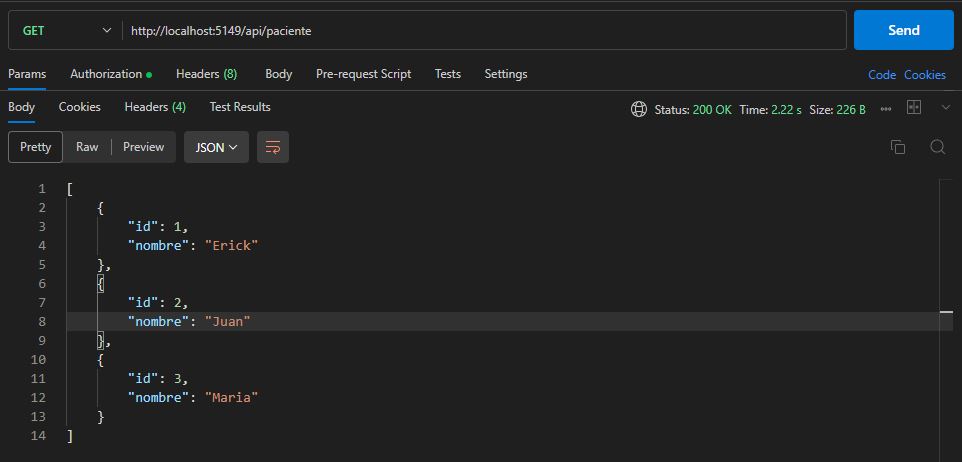 GET http://localhost:5149/api/paciente Send
Params Authorization Headers (8) Body Pre-request Script Tests Settings Code Cookies
Body Cookies Headers (4) Test Results Status: 200 OK Time: 2.22 s Size: 226 B
Pretty Raw Preview JSON
1 [
2 {
3 "id": 1,
4 "nombre": "Erick"
5 },
6 {
7 "id": 2,
8 "nombre": "Juan"
9 },
10 {
11 "id": 3,
12 "nombre": "Maria"
13 }
14 ]